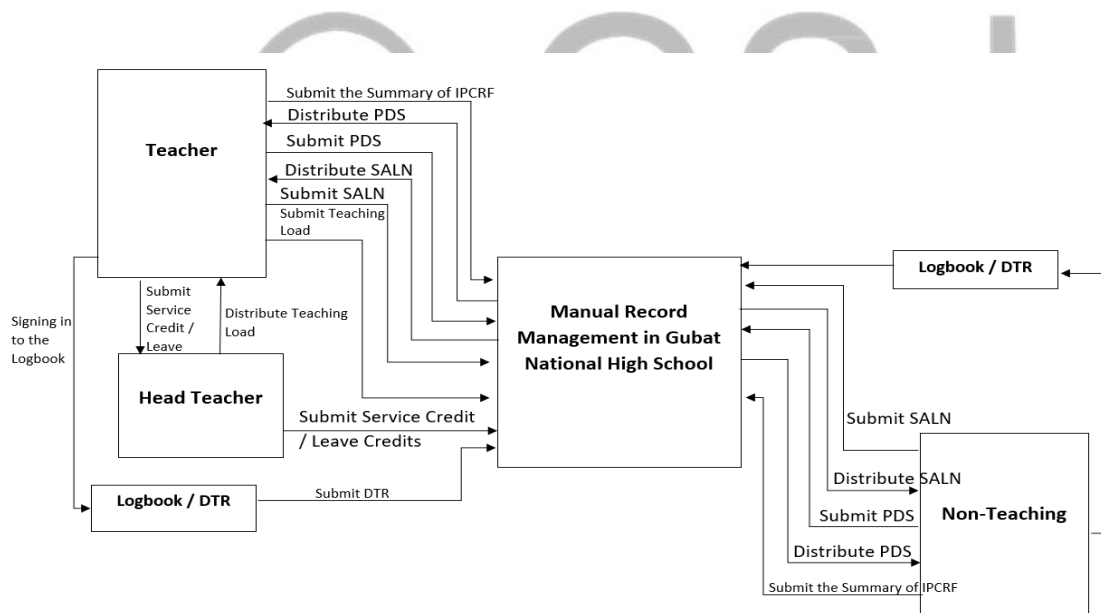 Submit the Summary of IPCRF
Distribute PDS
Teacher
Submit PDS
Distribute SALN
Submit SALN
Submit Teaching
Load
Signing in
to the
Logbook
Submit
Service
Credit /
Leave
Distribute Teaching
Load
Head Teacher
Submit Service Credit
/ Leave Credits
Logbook / DTR
Submit DTR
Manual Record
Management in Gubat
National High School
Logbook / DTR
Submit SALN
Distribute SALN
Submit PDS
Non-Teaching
Distribute PDS
Submit the Summary of IPCRF